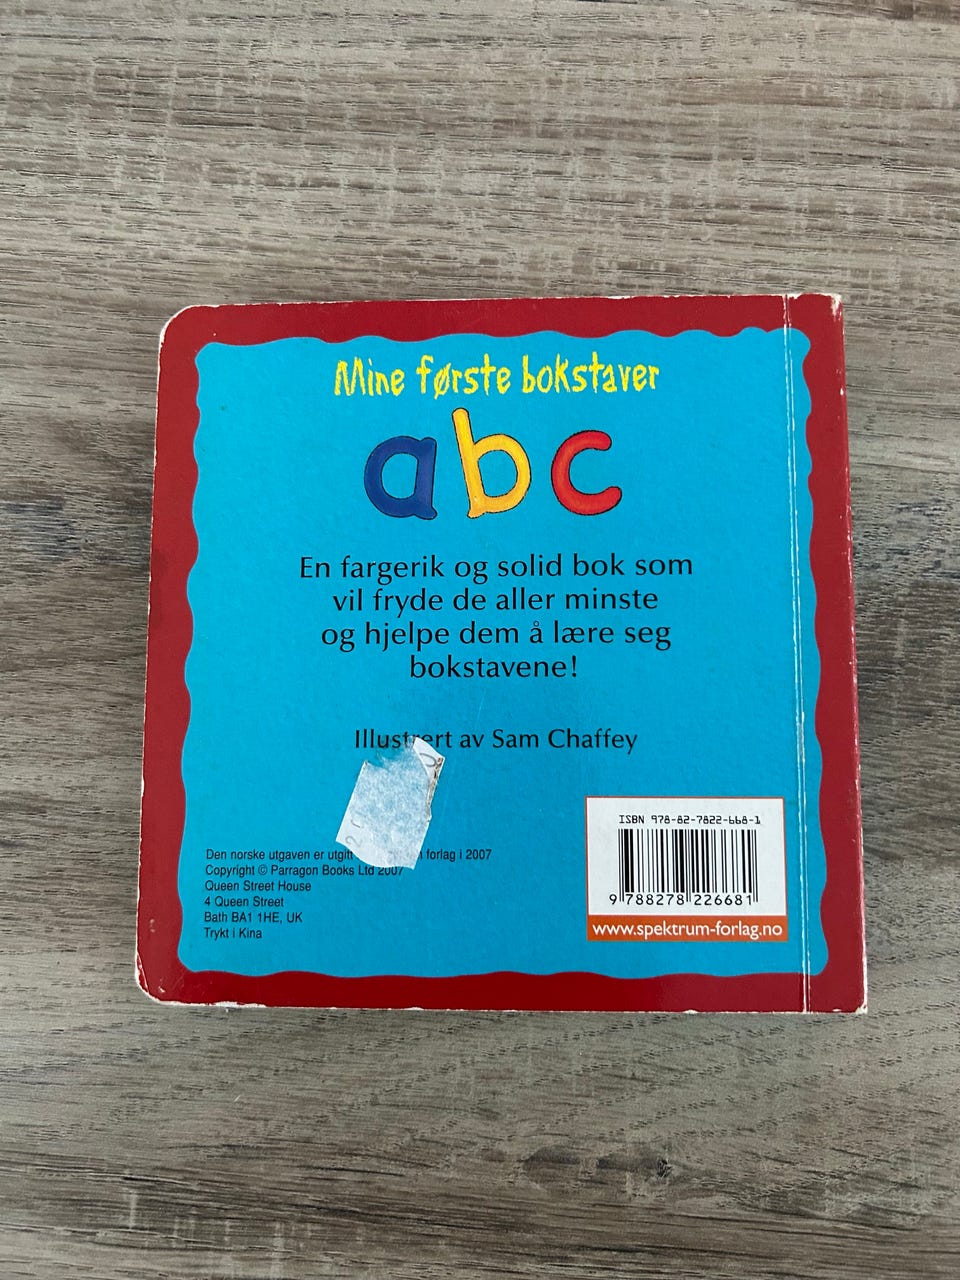 Mine første bokstaver
abc
En fargerik og solid bok som
vil fryde de aller minste
og hjelpe dem å lære seg
bokstavene!
Illustrert av Sam Chaffey
Den norske utgaven er utgitt forlag i 2007
Copyright © Parragon Books Ltd 2007
Queen Street House
4 Queen Street
Bath BA1 1HE, UK
Trykt i Kina
ISBN 978-82-7822-668-1
9 788278 226681
www.spektrum-forlag.no